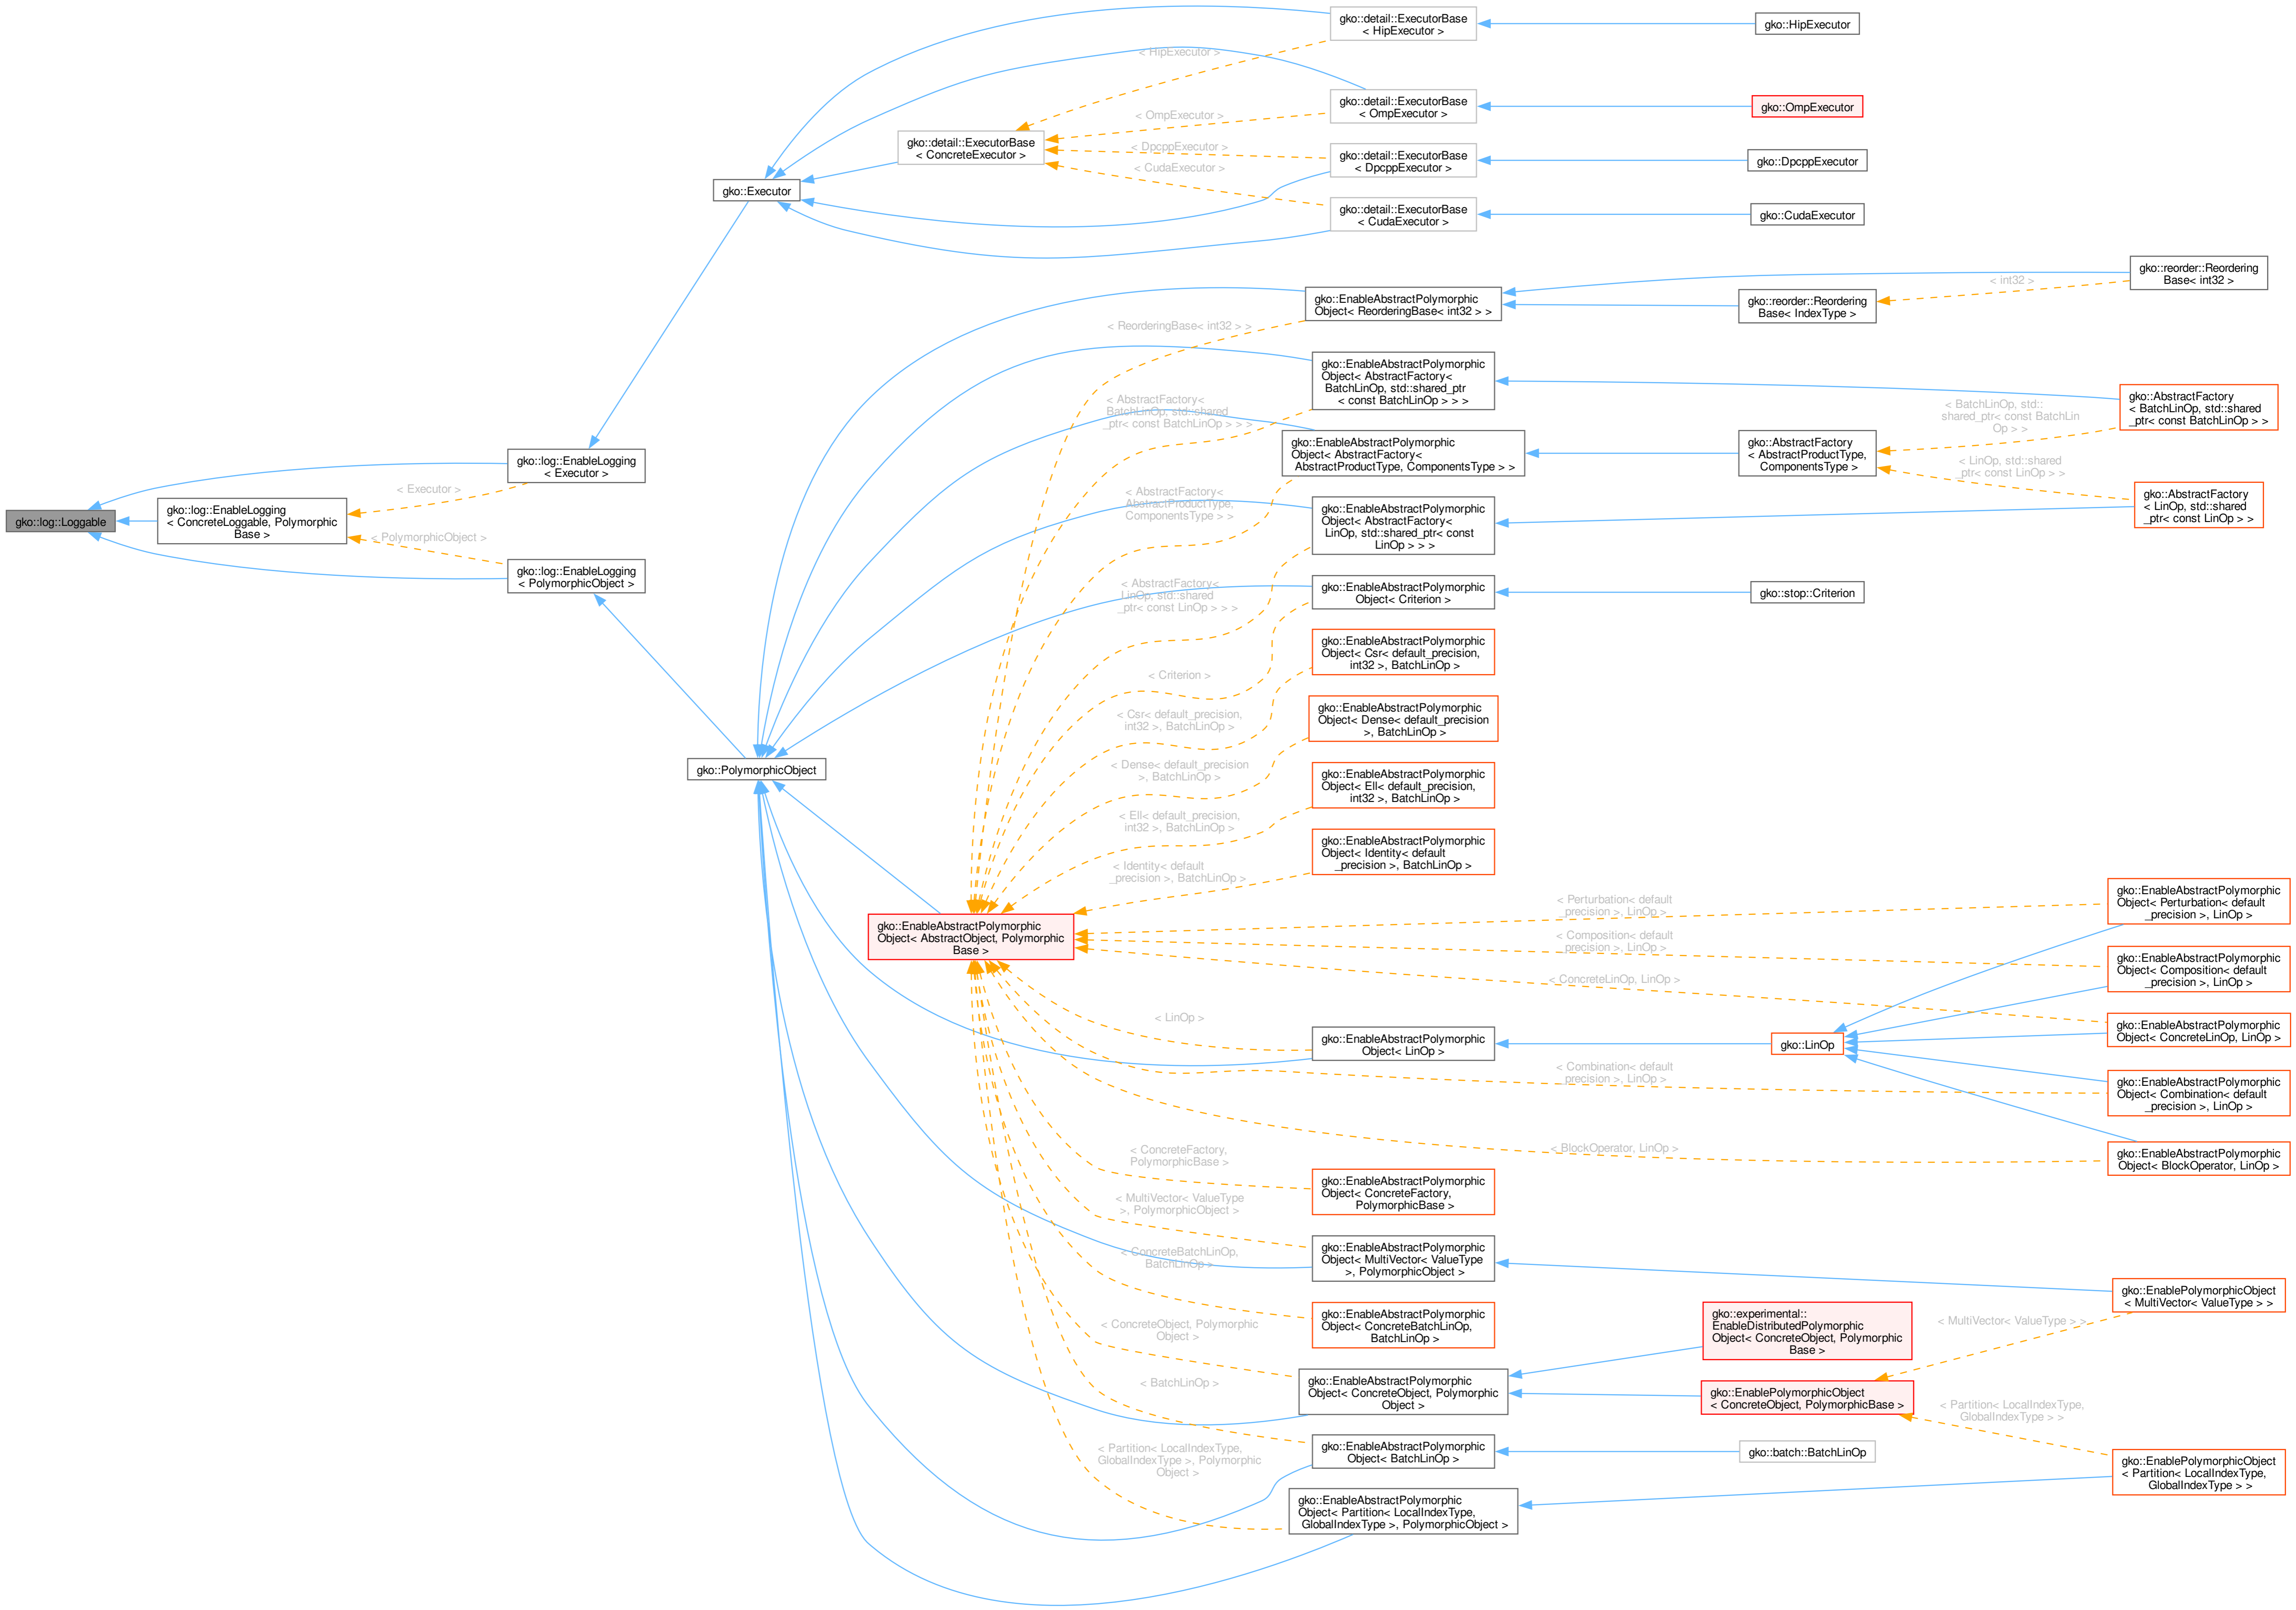 gko::log::Loggable
gko::log::EnableLogging
< Executor >
< Executor >
gko::log::EnableLogging
< ConcreteLoggable, Polymorphic
Base >
< PolymorphicObject >
gko::log::EnableLogging
< PolymorphicObject >
gko::Executor
gko::detail::ExecutorBase
< ConcreteExecutor >
gko::detail::ExecutorBase
< HipExecutor >
< HipExecutor >
gko::HipExecutor
gko::detail::ExecutorBase
< OmpExecutor >
< OmpExecutor >
gko::OmpExecutor
gko::detail::ExecutorBase
< DpcppExecutor >
< DpcppExecutor >
gko::DpcppExecutor
gko::detail::ExecutorBase
< CudaExecutor >
< CudaExecutor >
gko::CudaExecutor
gko::PolymorphicObject
gko::EnableAbstractPolymorphic
Object< AbstractObject, Polymorphic
Base >
gko::EnableAbstractPolymorphic
Object< ReorderingBase< int32 > >
< ReorderingBase< int32 > >
gko::reorder::Reordering
Base< IndexType >
< int32 >
gko::reorder::Reordering
Base< int32 >
gko::EnableAbstractPolymorphic
Object< AbstractFactory<
BatchLinOp, std::shared_ptr
< const BatchLinOp > > >
< AbstractFactory<
BatchLinOp, std::shared
_ptr< const BatchLinOp > > >
gko::AbstractFactory
< BatchLinOp, std::shared
_ptr< const BatchLinOp > >
gko::EnableAbstractPolymorphic
Object< AbstractFactory<
AbstractProductType, ComponentsType > >
< AbstractFactory<
AbstractProductType,
ComponentsType > >
gko::AbstractFactory
< AbstractProductType,
ComponentsType >
< BatchLinOp, std::
shared_ptr< const BatchLin
Op > >
< LinOp, std::shared
_ptr< const LinOp > >
gko::AbstractFactory
< LinOp, std::shared
_ptr< const LinOp > >
gko::EnableAbstractPolymorphic
Object< AbstractFactory<
LinOp, std::shared_ptr< const
LinOp > > >
< AbstractFactory<
LinOp, std::shared
_ptr< const LinOp > > >
gko::EnableAbstractPolymorphic
Object< Criterion >
< Criterion >
gko::stop::Criterion
gko::EnableAbstractPolymorphic
Object< Csr< default_precision,
int32 >, BatchLinOp >
< Csr< default_precision,
int32 >, BatchLinOp >
gko::EnableAbstractPolymorphic
Object< Dense< default_precision
>, BatchLinOp >
< Dense< default_precision
>, BatchLinOp >
gko::EnableAbstractPolymorphic
Object< Ell< default_precision,
int32 >, BatchLinOp >
< Ell< default_precision,
int32 >, BatchLinOp >
gko::EnableAbstractPolymorphic
Object< Identity< default
_precision >, BatchLinOp >
< Identity< default
_precision >, BatchLinOp >
< Perturbation< default
_precision >, LinOp >
gko::EnableAbstractPolymorphic
Object< Perturbation< default
_precision >, LinOp >
< Composition< default
_precision >, LinOp >
gko::EnableAbstractPolymorphic
Object< Composition< default
_precision >, LinOp >
< ConcreteLinOp, LinOp >
gko::EnableAbstractPolymorphic
Object< ConcreteLinOp, LinOp >
< LinOp >
gko::EnableAbstractPolymorphic
Object< LinOp >
gko::LinOp
< Combination< default
_precision >, LinOp >
gko::EnableAbstractPolymorphic
Object< Combination< default
_precision >, LinOp >
< BlockOperator, LinOp >
gko::EnableAbstractPolymorphic
Object< BlockOperator, LinOp >
< ConcreteFactory,
PolymorphicBase >
gko::EnableAbstractPolymorphic
Object< ConcreteFactory,
PolymorphicBase >
< MultiVector< ValueType
>, PolymorphicObject >
gko::EnableAbstractPolymorphic
Object< MultiVector< ValueType
>, PolymorphicObject >
gko::EnablePolymorphicObject
< MultiVector< ValueType > >
< ConcreteBatchLinOp,
BatchLinOp >
gko::EnableAbstractPolymorphic
Object< ConcreteBatchLinOp,
BatchLinOp >
< ConcreteObject, Polymorphic
Object >
gko::EnableAbstractPolymorphic
Object< ConcreteObject, Polymorphic
Object >
gko::experimental::
EnableDistributedPolymorphic
Object< ConcreteObject, Polymorphic
Base >
gko::EnablePolymorphicObject
< ConcreteObject, PolymorphicBase >
< MultiVector< ValueType > >
< Partition< LocalIndexType,
GlobalIndexType > >
< BatchLinOp >
gko::EnableAbstractPolymorphic
Object< BatchLinOp >
gko::batch::BatchLinOp
< Partition< LocalIndexType,
GlobalIndexType >, Polymorphic
Object >
gko::EnableAbstractPolymorphic
Object< Partition< LocalIndexType,
GlobalIndexType >, PolymorphicObject >
gko::EnablePolymorphicObject
< Partition< LocalIndexType,
GlobalIndexType > >